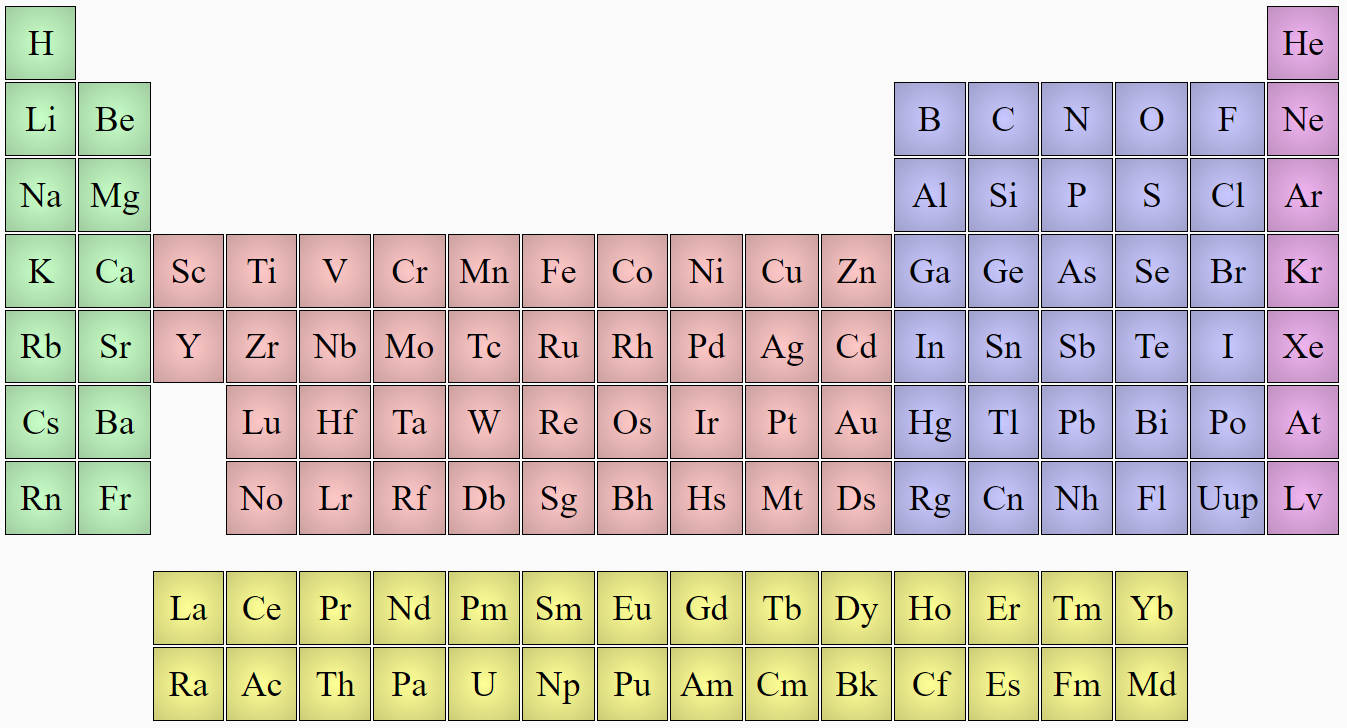 H He
Li Be B C N O F Ne
Na Mg Al Si P S Cl Ar
K Ca Sc Ti V Cr Mn Fe Co Ni Cu Zn Ga Ge As Se Br Kr
Rb Sr Y Zr Nb Mo Tc Ru Rh Pd Ag Cd In Sn Sb Te I Xe
Cs Ba Lu Hf Ta W Re Os Ir Pt Au Hg Tl Pb Bi Po At
Rn Fr No Lr Rf Db Sg Bh Hs Mt Ds Rg Cn Nh Fl Uup Lv
La Ce Pr Nd Pm Sm Eu Gd Tb Dy Ho Er Tm Yb
Ra Ac Th Pa U Np Pu Am Cm Bk Cf Es Fm Md